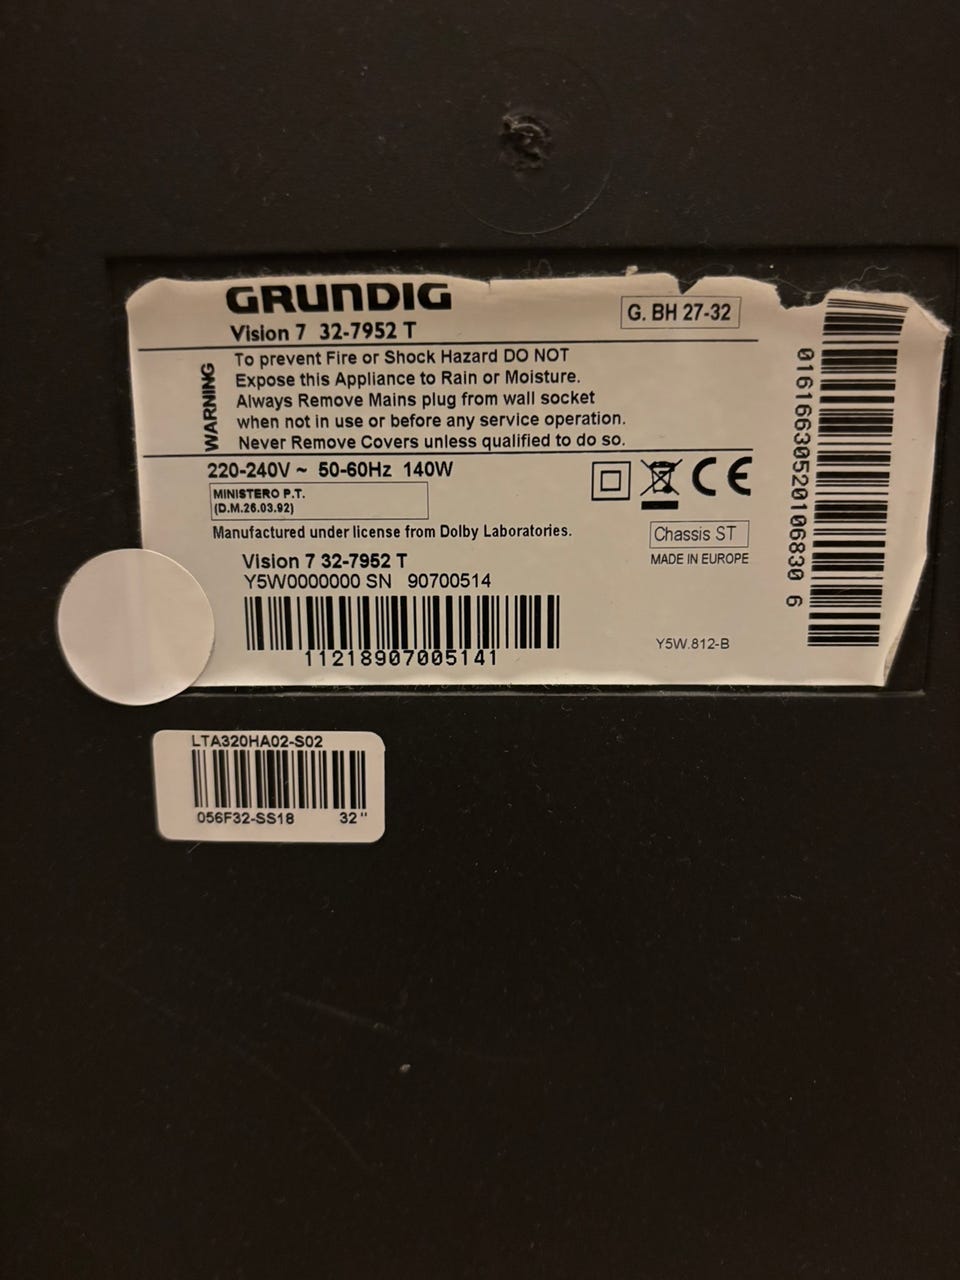 GRUNDIG
Vision 7 32-7952 T
G. BH 27-32
WARNING
To prevent Fire or Shock Hazard DO NOT
Expose this Appliance to Rain or Moisture.
Always Remove Mains plug from wall socket
when not in use or before any service operation.
Never Remove Covers unless qualified to do so.
220-240V ~ 50-60Hz 140W
MINISTERO P.T.
(D.M.26.03.92)
CE
Manufactured under license from Dolby Laboratories.
Chassis ST
MADE IN EUROPE
Vision 7 32-7952 T
Y5W0000000 SN 90700514
11218907005141
Y5W.812-B
01616630520106830 6
LTA320HA02-S02
056F32-SS18 32"